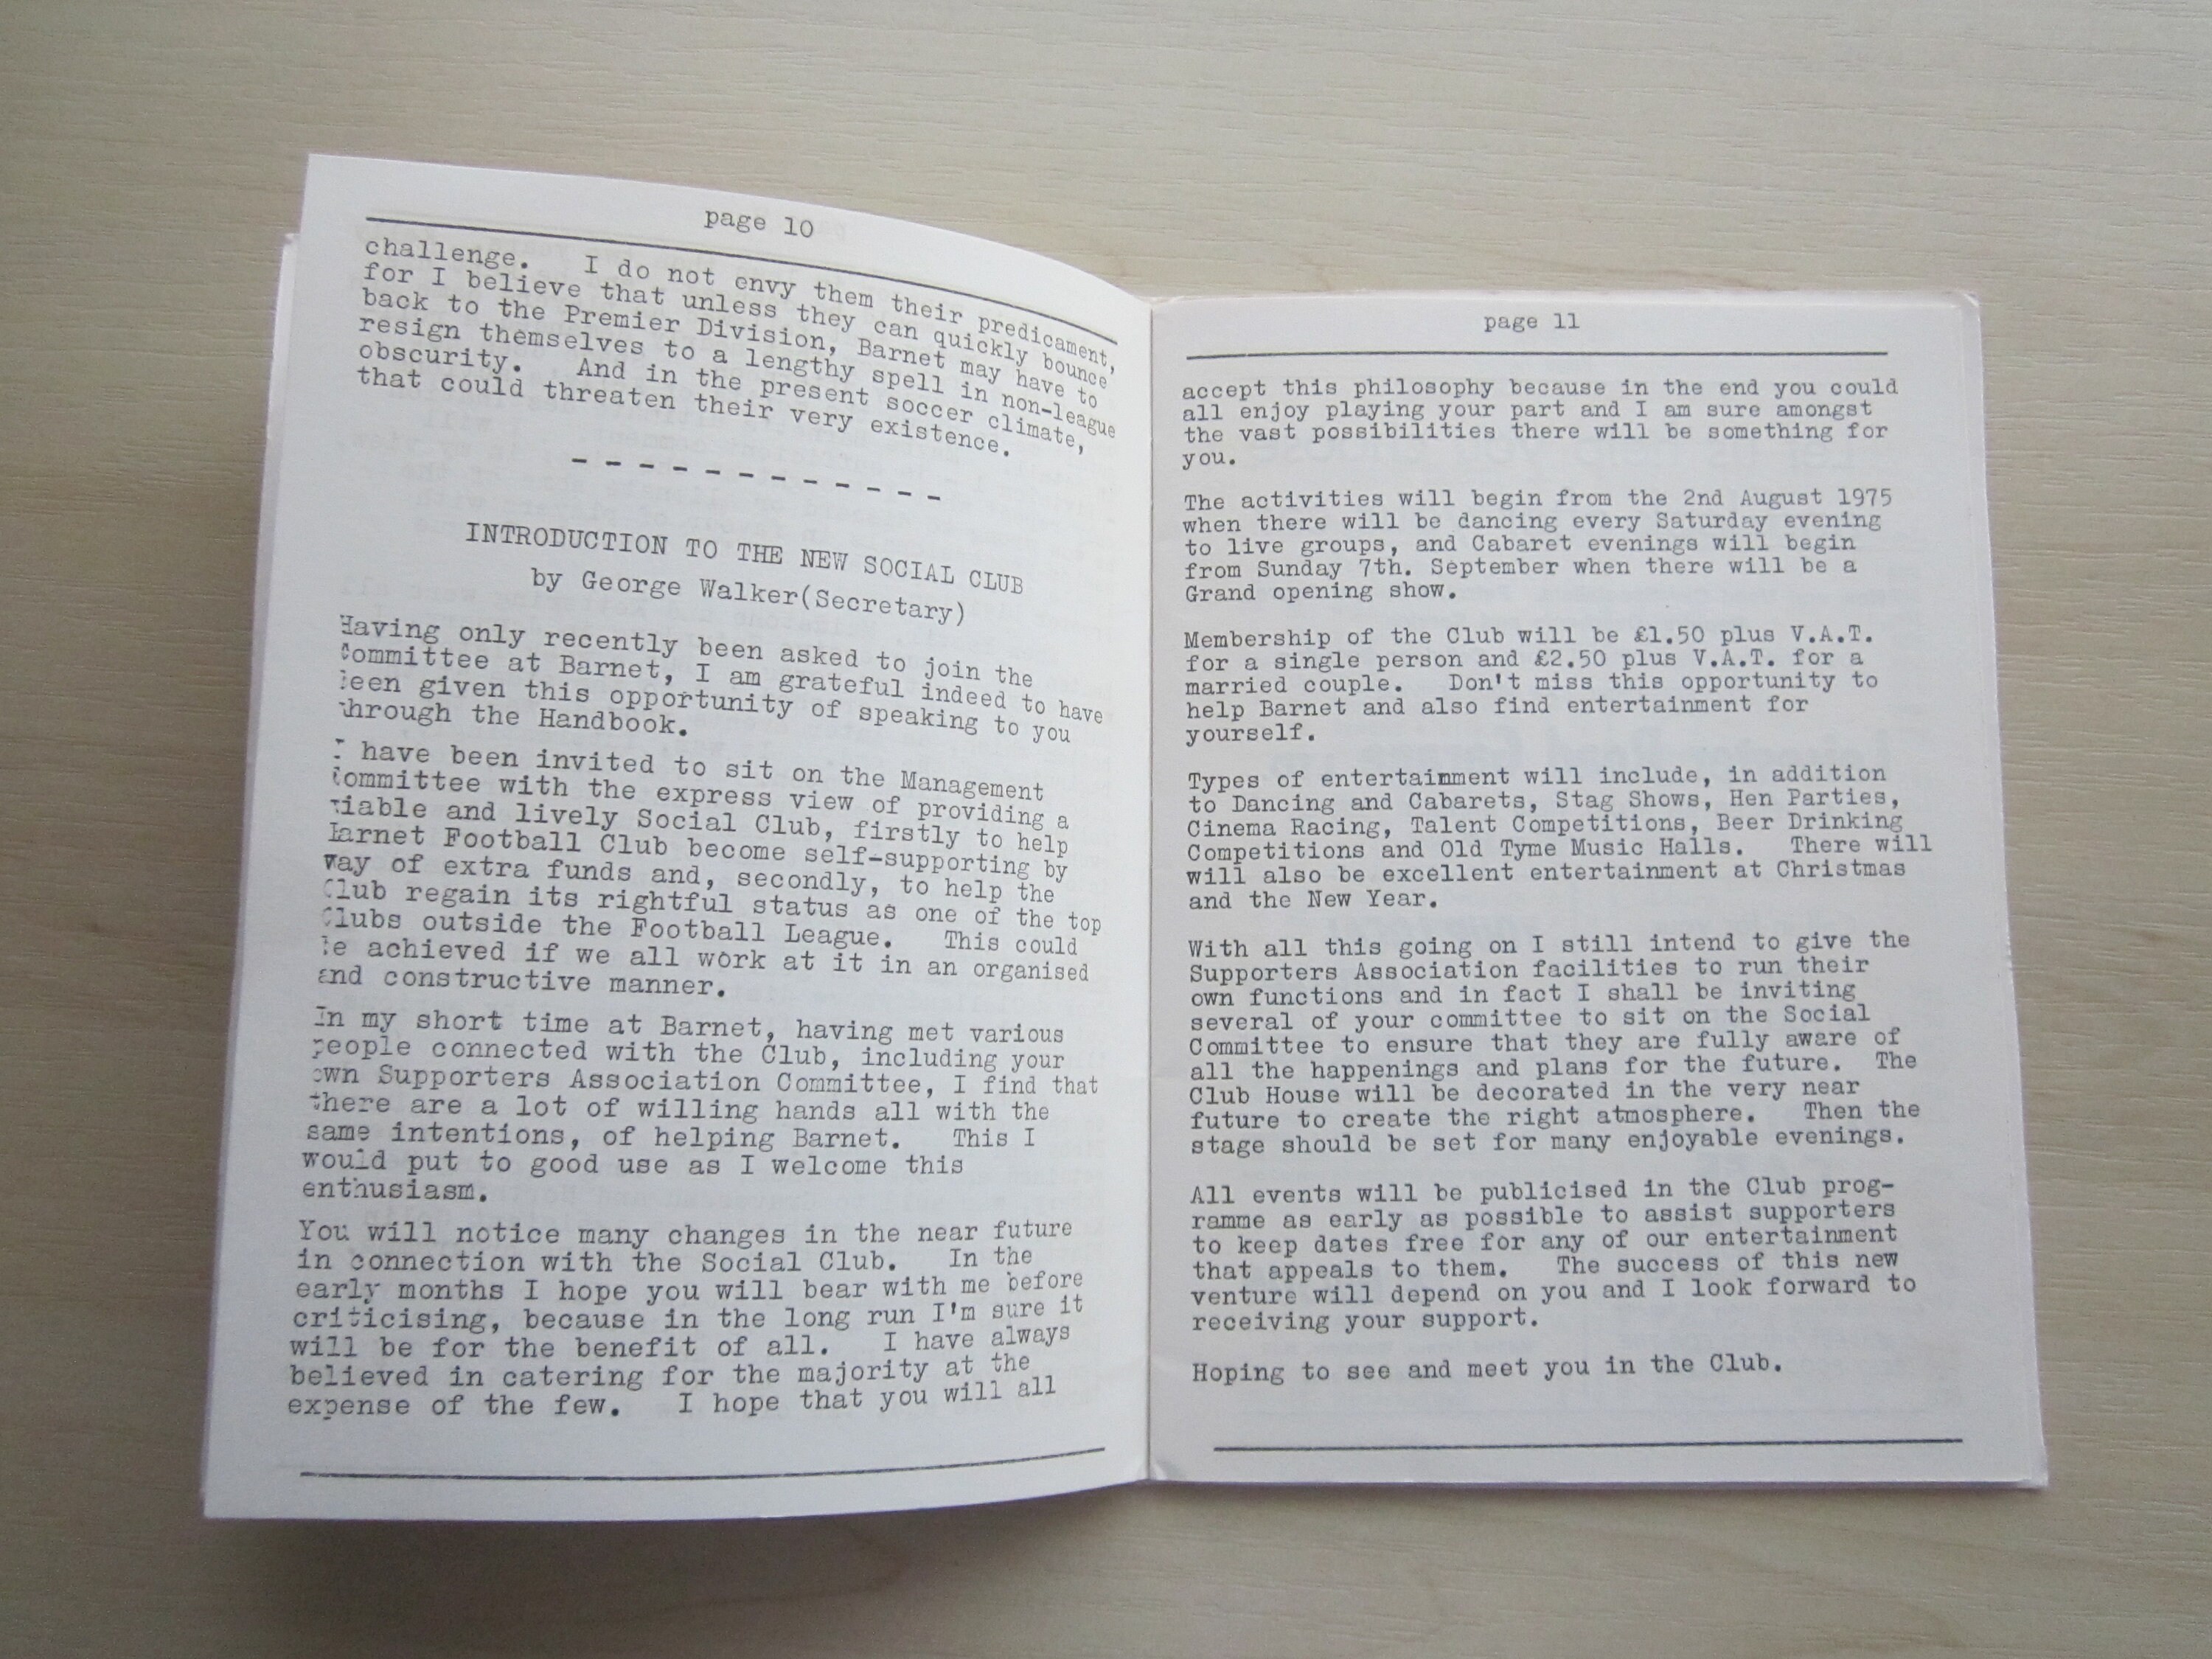 page 10
challenge. I do not envy them their predicament,
for I believe that unless they can quickly bounce
back to the Premier Division, Barnet may have to
resign themselves to a lengthy spell in non-league
obscurity. And in the present soccer climate,
that could threaten their very existence.
- - - - - - - - - - - -
INTRODUCTION TO THE NEW SOCIAL CLUB
by George Walker(Secretary)
Having only recently been asked to join the
Committee at Barnet, I am grateful indeed to have
been given this opportunity of speaking to you
through the Handbook.
I have been invited to sit on the Management
Committee with the express view of providing a
viable and lively Social Club, firstly to help
Barnet Football Club become self-supporting by
way of extra funds and, secondly, to help the
Club regain its rightful status as one of the top
Clubs outside the Football League. This could
be achieved if we all work at it in an organised
and constructive manner.
In my short time at Barnet, having met various
people connected with the Club, including your
own Supporters Association Committee, I find that
there are a lot of willing hands all with the
same intentions, of helping Barnet. This I
would put to good use as I welcome this
enthusiasm.
You will notice many changes in the near future
in connection with the Social Club. In the
early months I hope you will bear with me before
criticising, because in the long run I'm sure it
will be for the benefit of all. I have always
believed in catering for the majority at the
expense of the few. I hope that you will all
page 11
accept this philosophy because in the end you could
all enjoy playing your part and I am sure amongst
the vast possibilities there will be something for
you.
The activities will begin from the 2nd August 1975
when there will be dancing every Saturday evening
to live groups, and Cabaret evenings will begin
from Sunday 7th. September when there will be a
Grand opening show.
Membership of the Club will be £1.50 plus V.A.T.
for a single person and £2.50 plus V.A.T. for a
married couple. Don't miss this opportunity to
help Barnet and also find entertainment for
yourself.
Types of entertainment will include, in addition
to Dancing and Cabarets, Stag Shows, Hen Parties,
Cinema Racing, Talent Competitions, Beer Drinking
Competitions and Old Tyme Music Halls. There will
will also be excellent entertainment at Christmas
and the New Year.
With all this going on I still intend to give the
Supporters Association facilities to run their
own functions and in fact I shall be inviting
several of your committee to sit on the Social
Committee to ensure that they are fully aware of
all the happenings and plans for the future. The
Club House will be decorated in the very near
future to create the right atmosphere. Then the
stage should be set for many enjoyable evenings.
All events will be publicised in the Club prog-
ramme as early as possible to assist supporters
to keep dates free for any of our entertainment
that appeals to them. The success of this new
venture will depend on you and I look forward to
receiving your support.
Hoping to see and meet you in the Club.